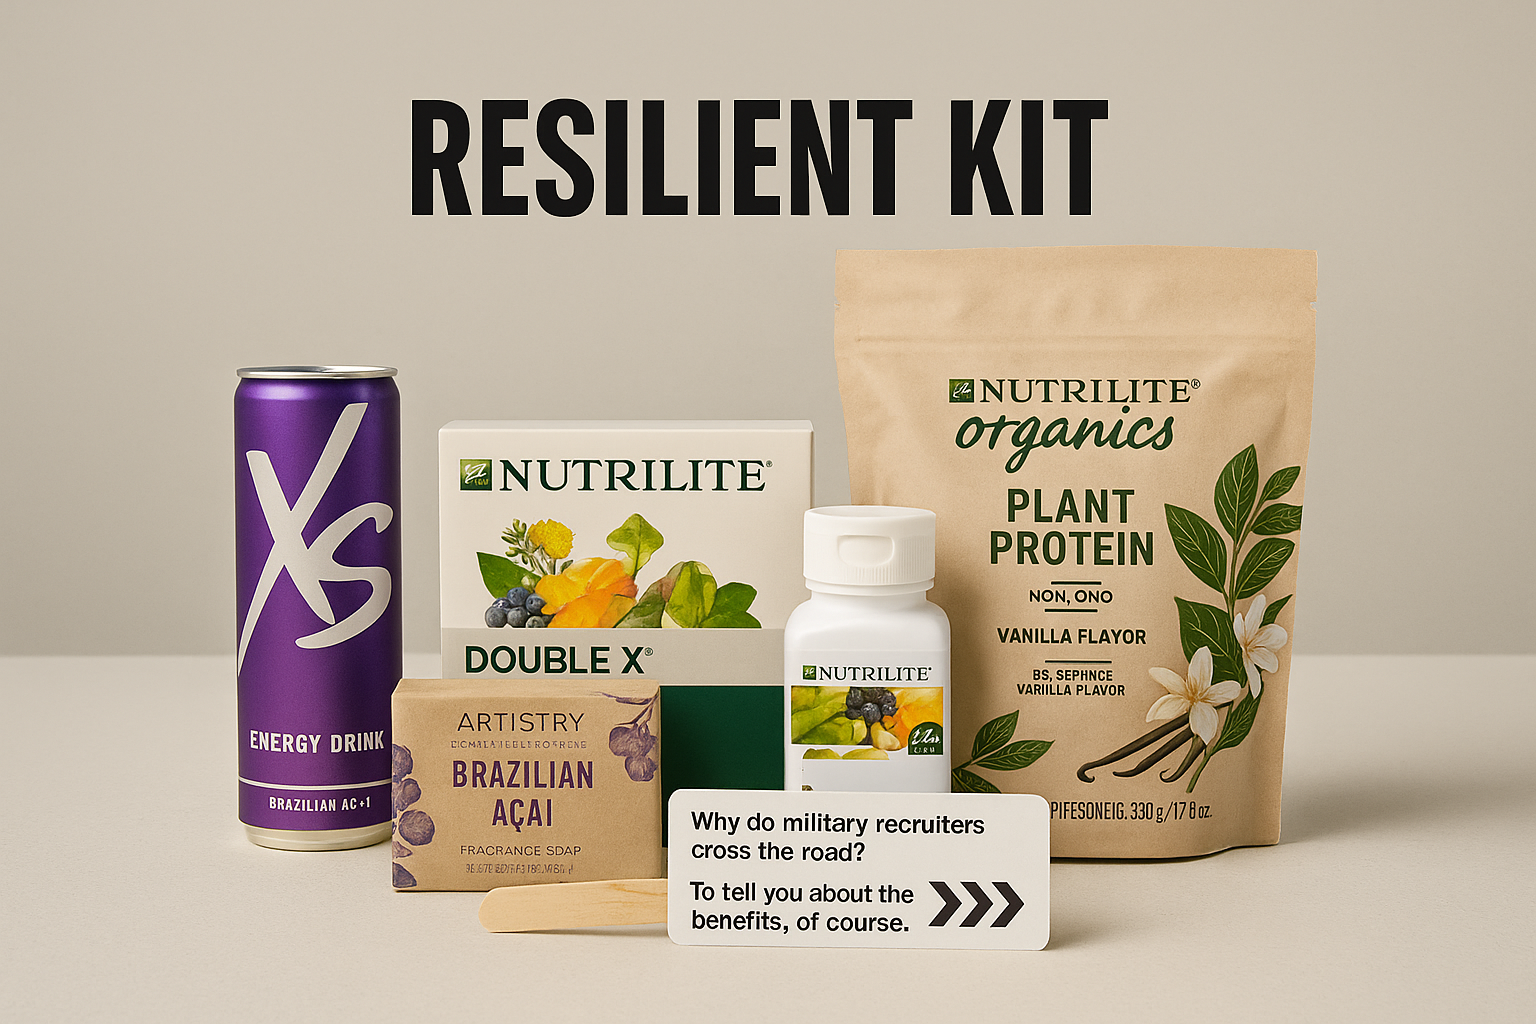 RESILIENT KIT
XS
ENERGY DRINK
BRAZILIAN AC+1
NUTRILITE®
DOUBLE X®
ARTISTRY
BRAZILIAN
AÇAI
FRACRANCE SOAP
NUTRILITE
NUTRILITE®
organics
PLANT
PROTEIN
NON, ONO
VANILLA FLAYOR
BS, SEPHNCE
VARIILLA PLAVOR
PIFESONEIG. 330 g/17 8 oz.
Why do military recruiters
cross the road?
To tell you about the
benefits, of course.